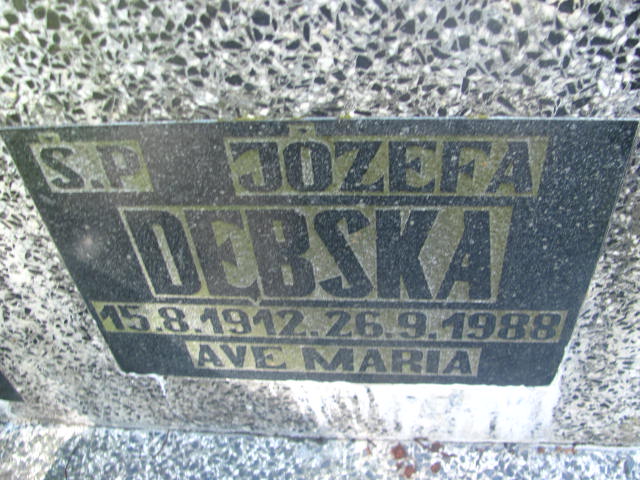 Ś.P JÓZEFA
DĘBSKA
15.8.1912.26.9.1988
AVE MARIA